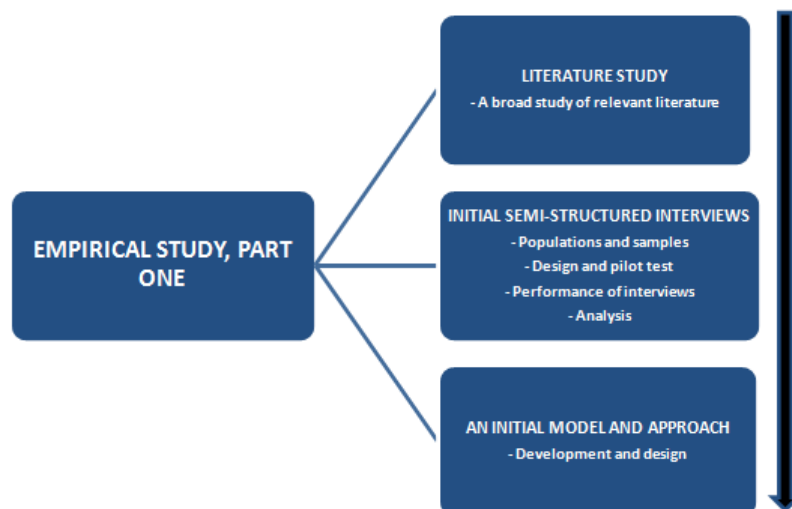 EMPIRICAL STUDY, PART
ONE
LITERATURE STUDY
- A broad study of relevant literature
INITIAL SEMI-STRUCTURED INTERVIEWS
- Populations and samples
- Design and pilot test
- Performance of interviews
- Analysis
AN INITIAL MODEL AND APPROACH
- Development and design